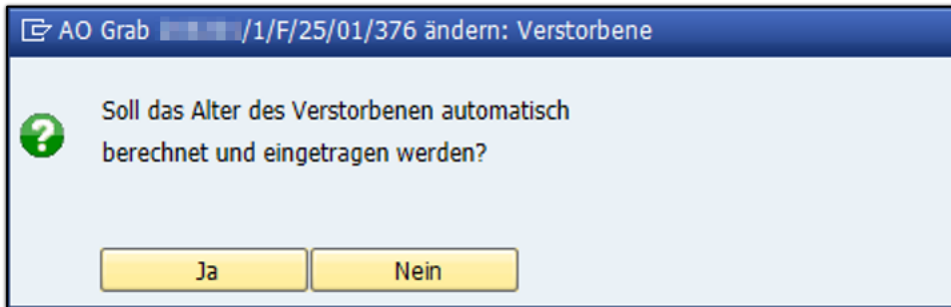 AO Grab /1/F/25/01/376 ändern: Verstorbene
Soll das Alter des Verstorbenen automatisch
berechnet und eingetragen werden?
Ja
Nein